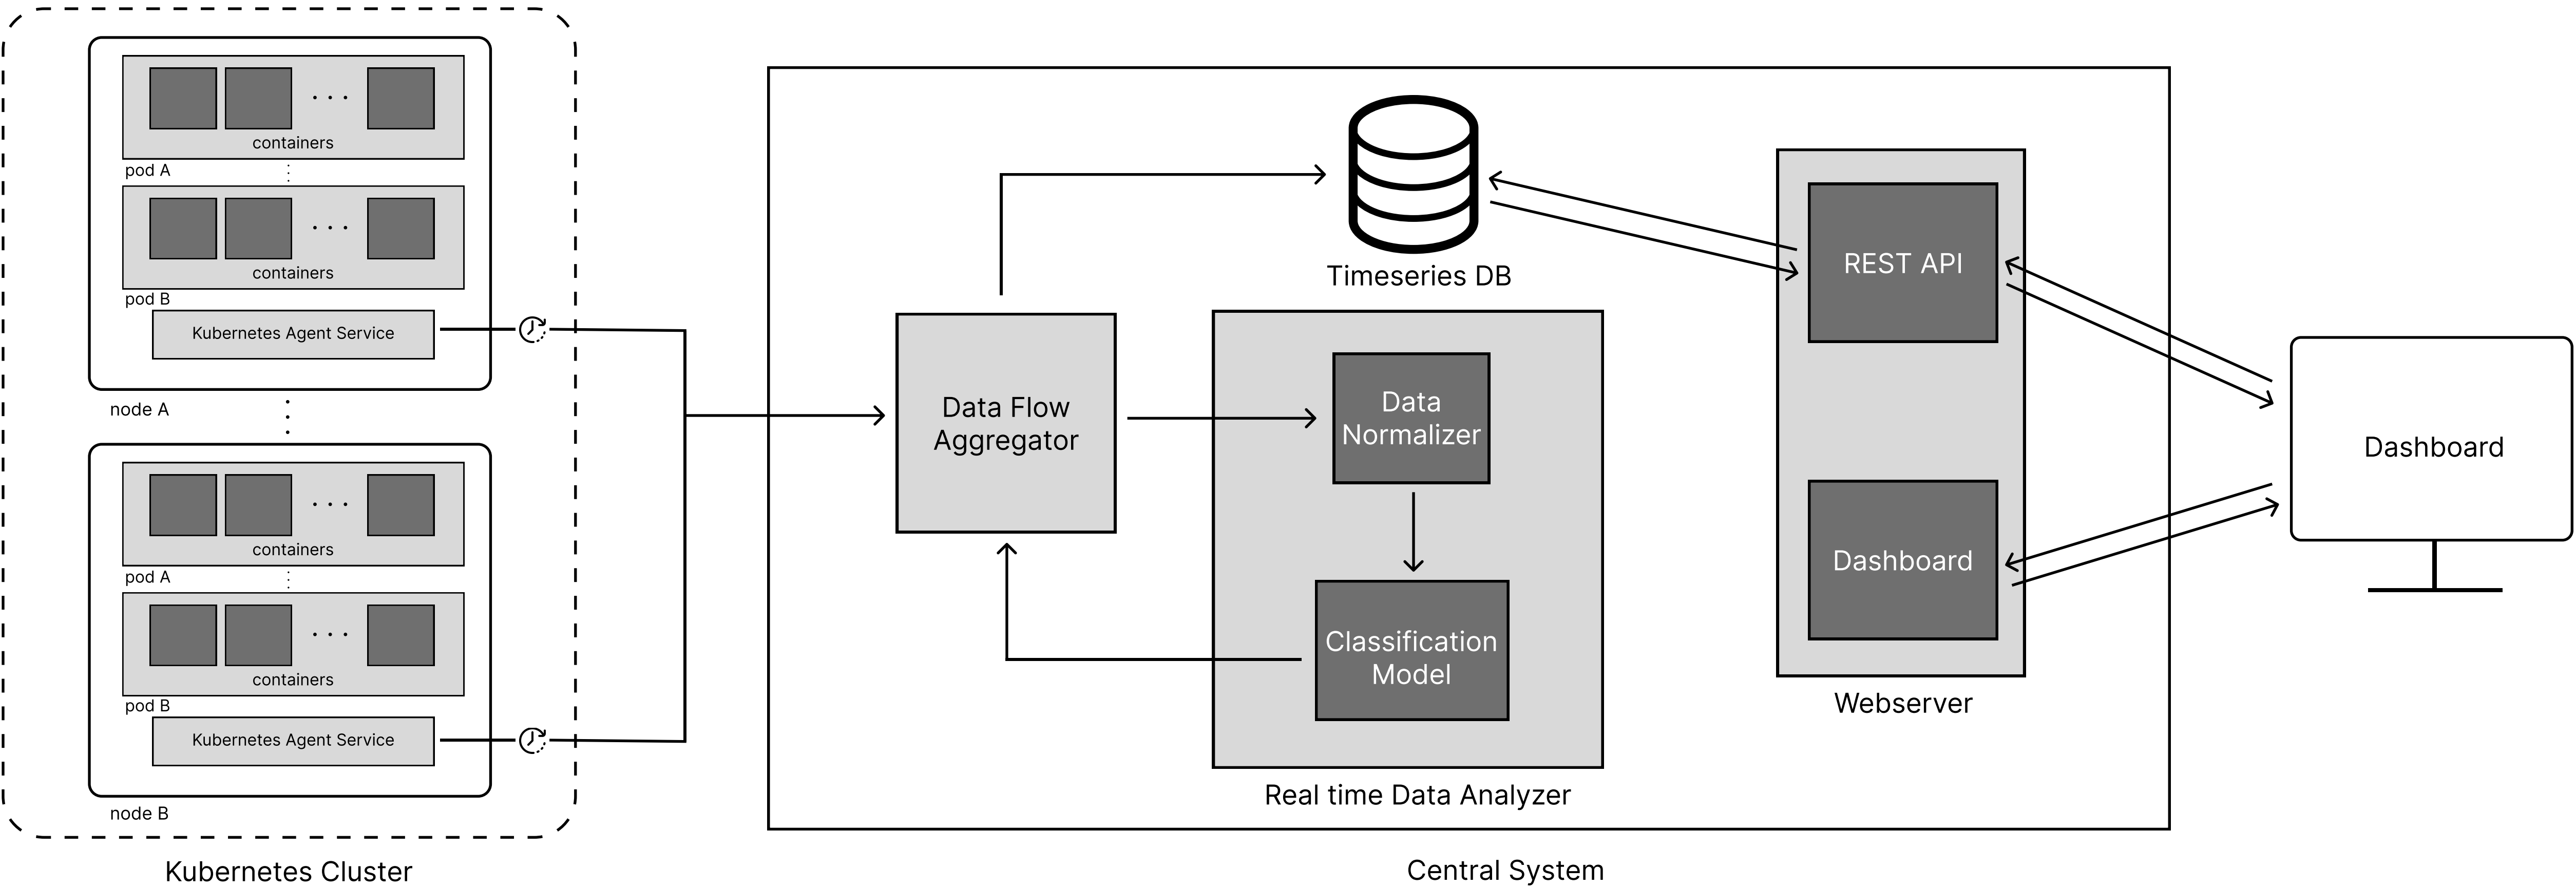 containers
pod A
containers
pod B
Kubernetes Agent Service
node A
containers
pod A
containers
pod B
Kubernetes Agent Service
node B
Kubernetes Cluster
Data Flow
Aggregator
Timeseries DB
Data
Normalizer
Classification
Model
Real time Data Analyzer
REST API
Dashboard
Webserver
Central System
Dashboard